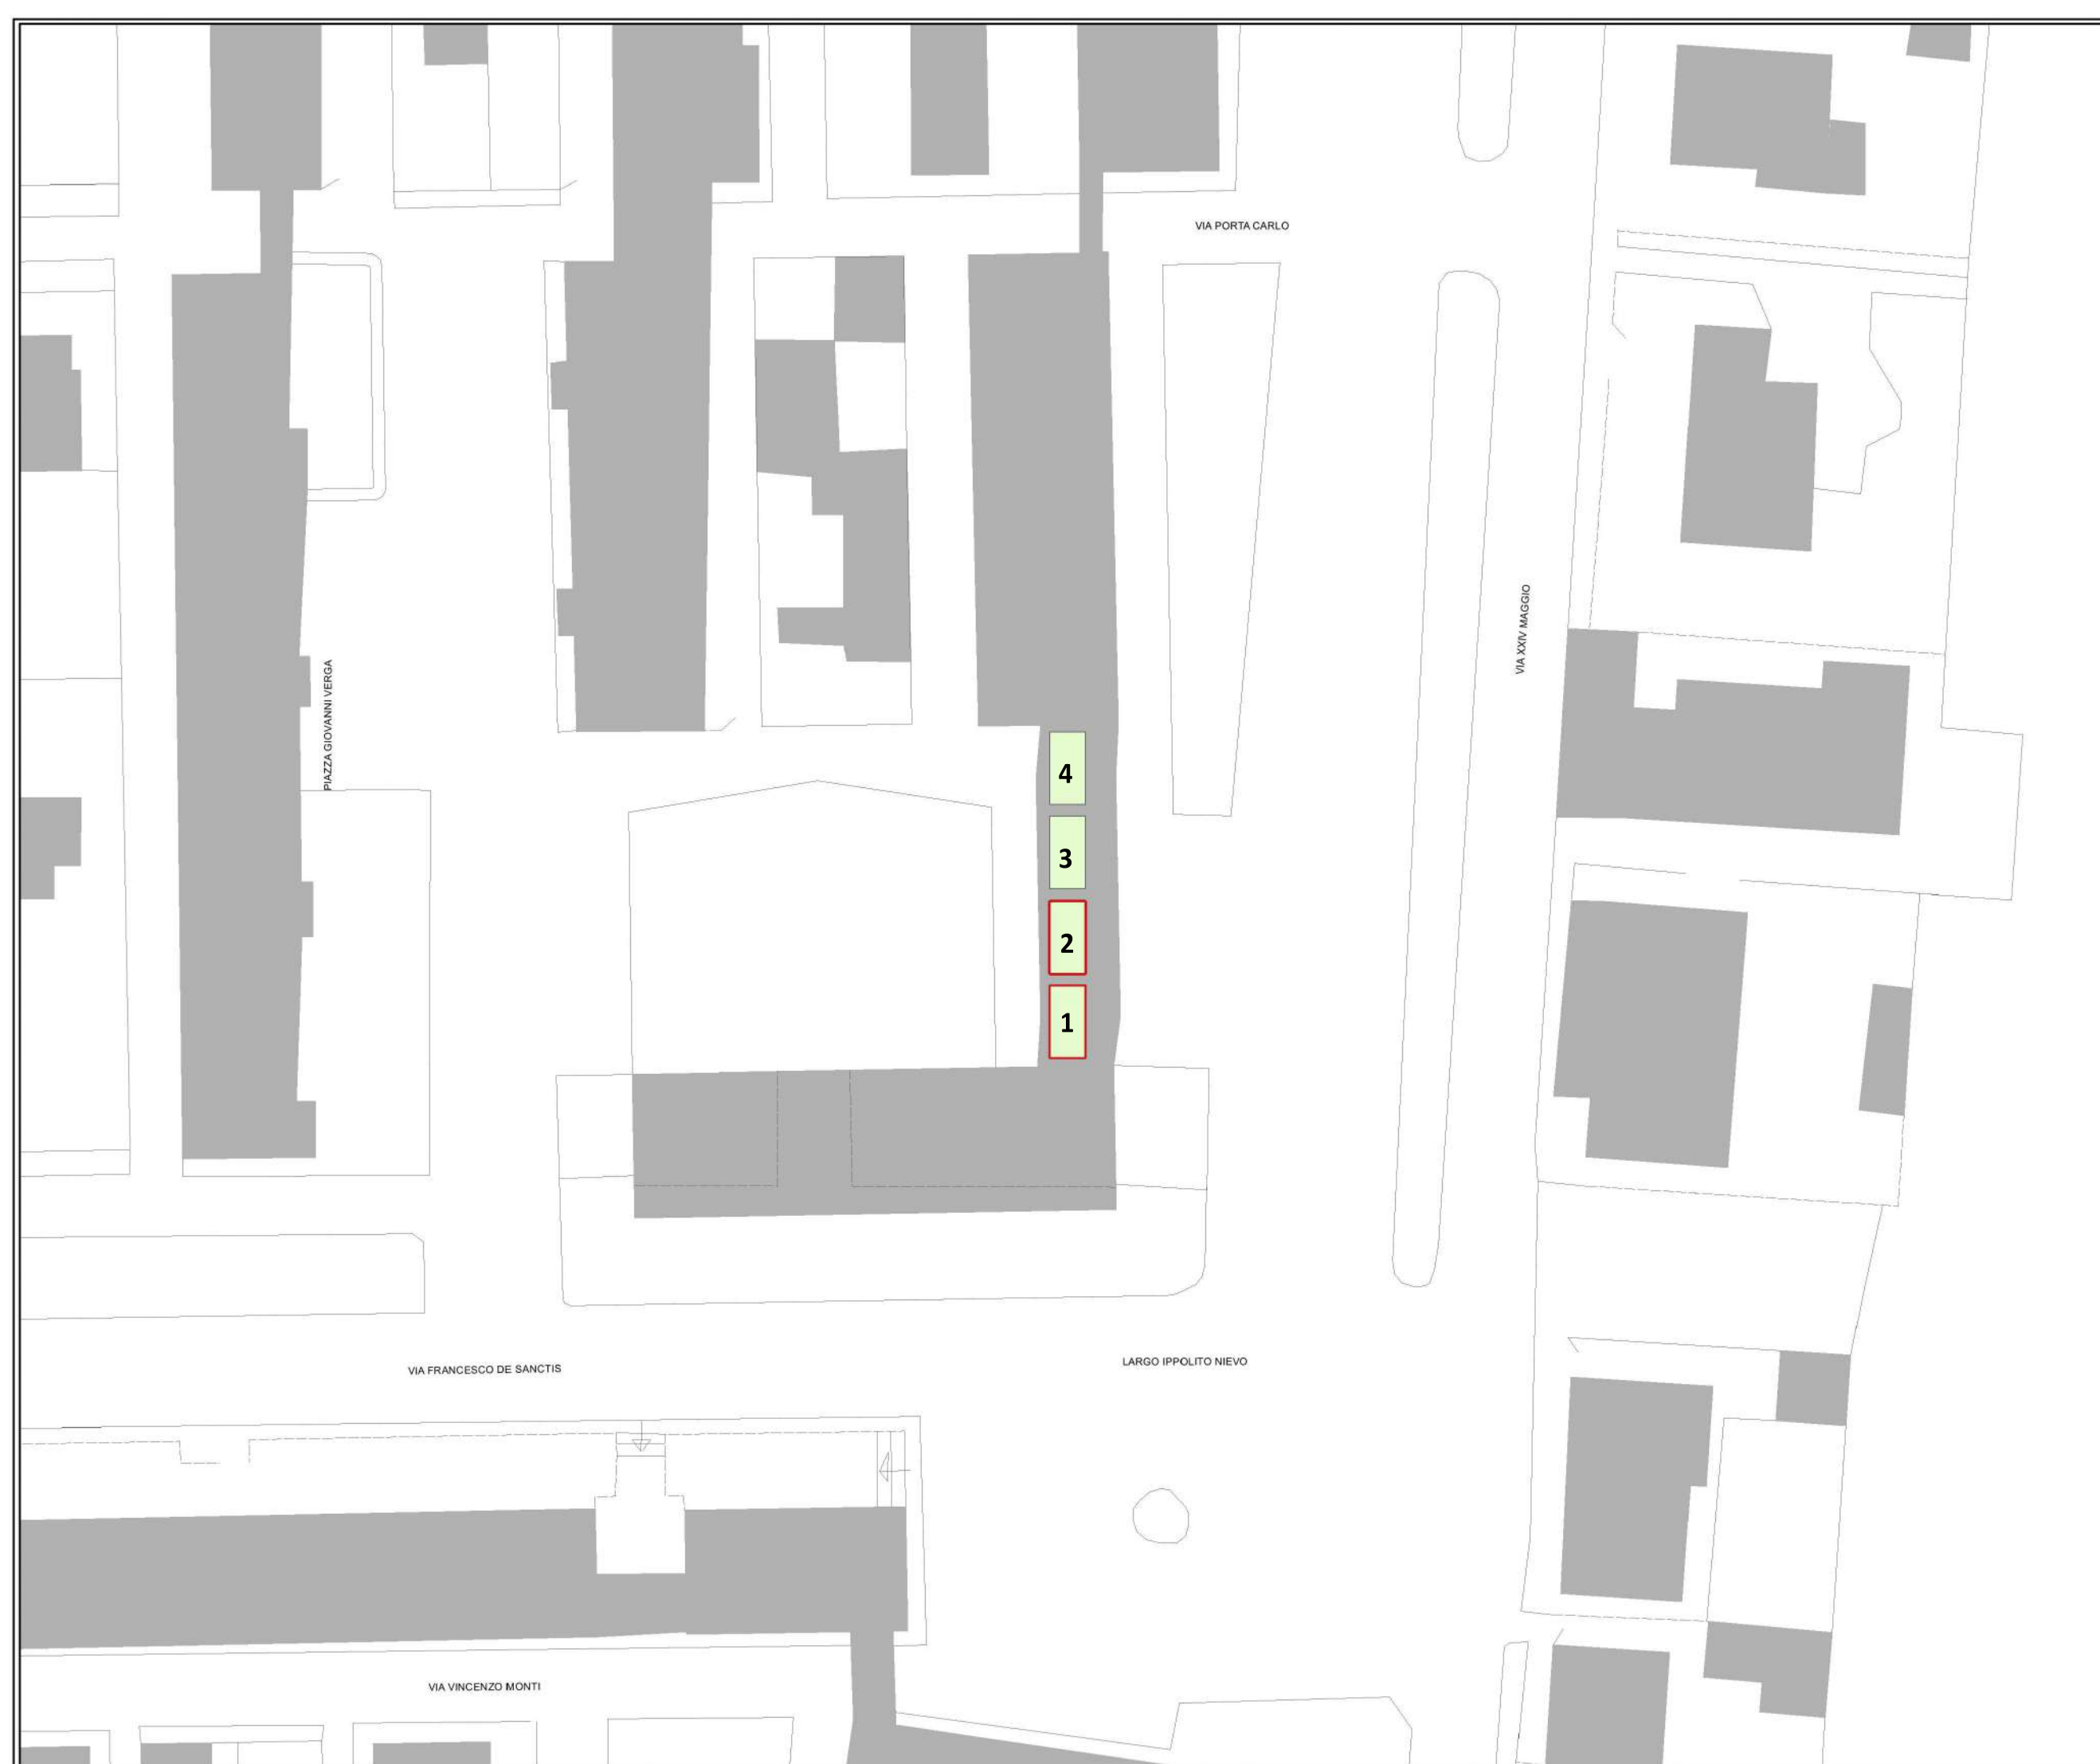 VIA PORTA CARLO
VIA XXIV MAGGIO
PIAZZA GIOVANNI VERGA
4
3
2
1
VIA FRANCESCO DE SANCTIS
LARGO IPPOLITO NIEVO
VIA VINCENZO MONTI